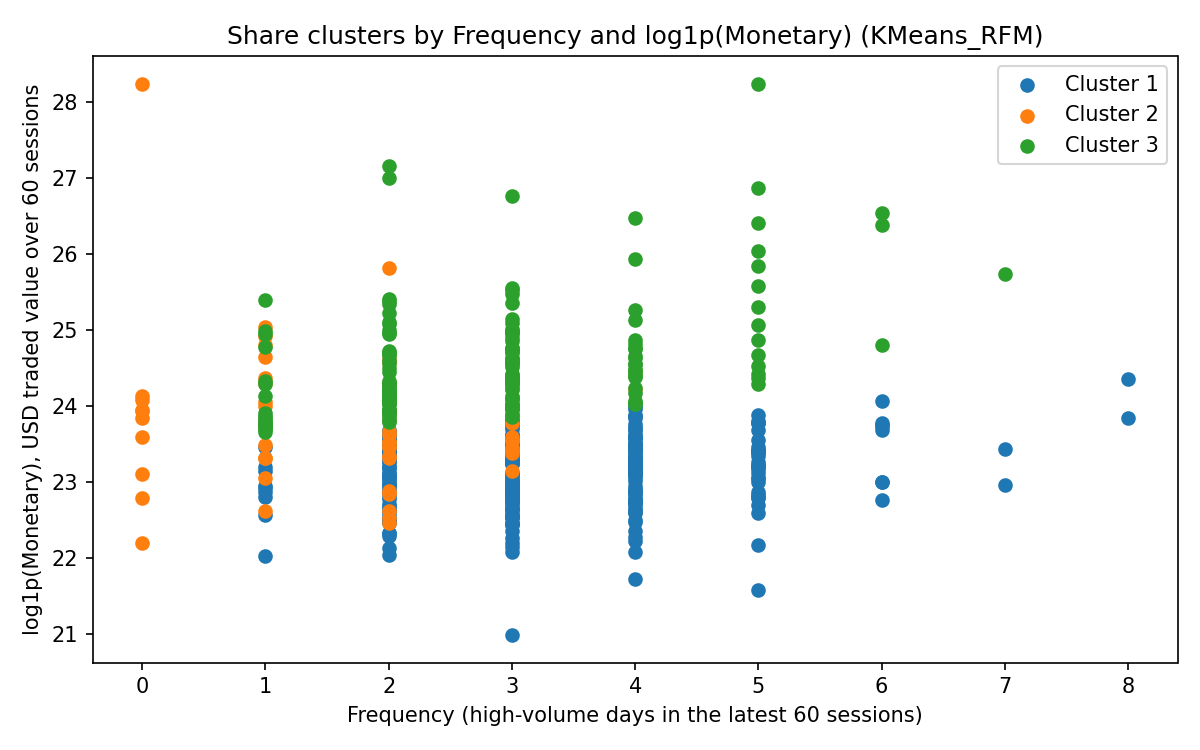 Share clusters by Frequency and log1p(Monetary) (KMeans_RFM)
log1p(Monetary), USD traded value over 60 sessions
28
27
26
25
24
23
22
21
Cluster 1
Cluster 2
Cluster 3
0 1 2 3 4 5 6 7 8
Frequency (high-volume days in the latest 60 sessions)